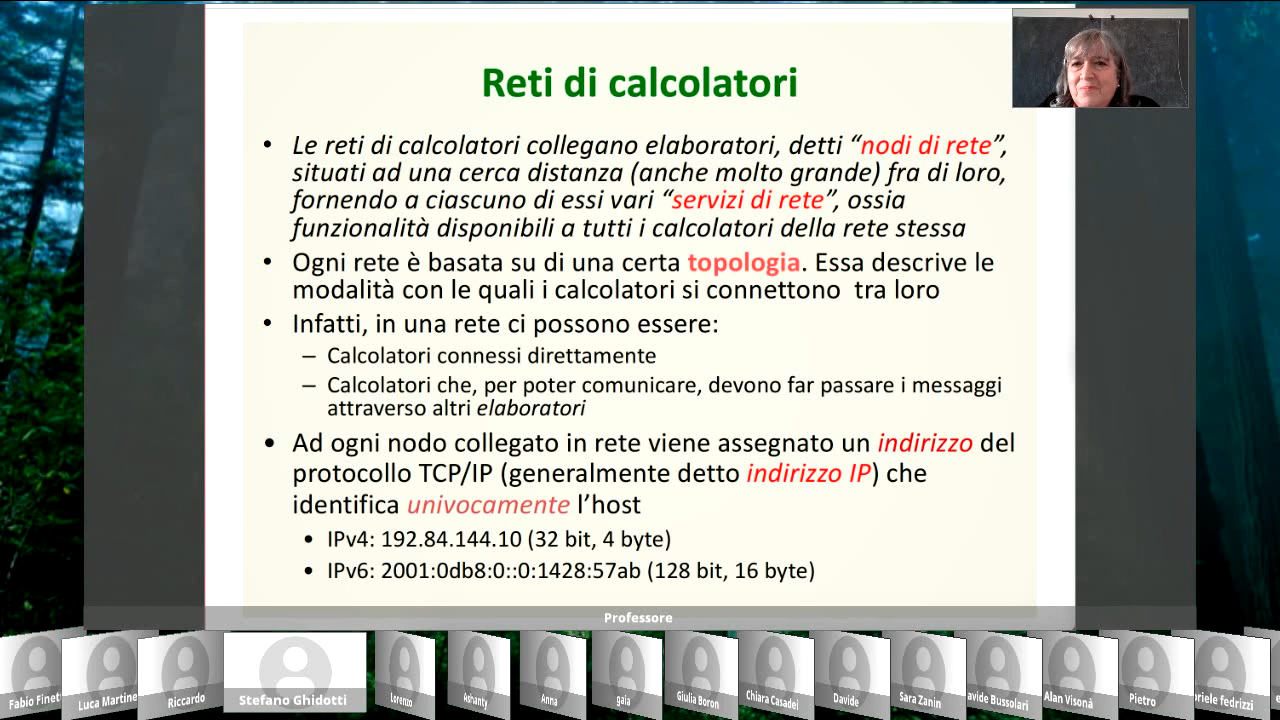 Reti di calcolatori
• Le reti di calcolatori collegano elaboratori, detti “nodi di rete”,
situati ad una cerca distanza (anche molto grande) fra di loro,
fornendo a ciascuno di essi vari “servizi di rete”, ossia
funzionalità disponibili a tutti i calcolatori della rete stessa
• Ogni rete è basata su di una certa topologia. Essa descrive le
modalità con le quali i calcolatori si connettono tra loro
• Infatti, in una rete ci possono essere:
– Calcolatori connessi direttamente
– Calcolatori che, per poter comunicare, devono far passare i messaggi
attraverso altri elaboratori
• Ad ogni nodo collegato in rete viene assegnato un indirizzo del
protocollo TCP/IP (generalmente detto indirizzo IP) che
identifica univocamente l’host
• IPv4: 192.84.144.10 (32 bit, 4 byte)
• IPv6: 2001:0db8:0::0:1428:57ab (128 bit, 16 byte)
Professore
Fabio Finet
Luca Martine
Riccardo
Stefano Ghidotti
Lorenzo
Ashanty
Anna
gaia
Giulia Boron
Chiara Casadei
Davide
Sara Zanin
avide Bussolari
Alan Visonà
Pietro
briele fedrizzi